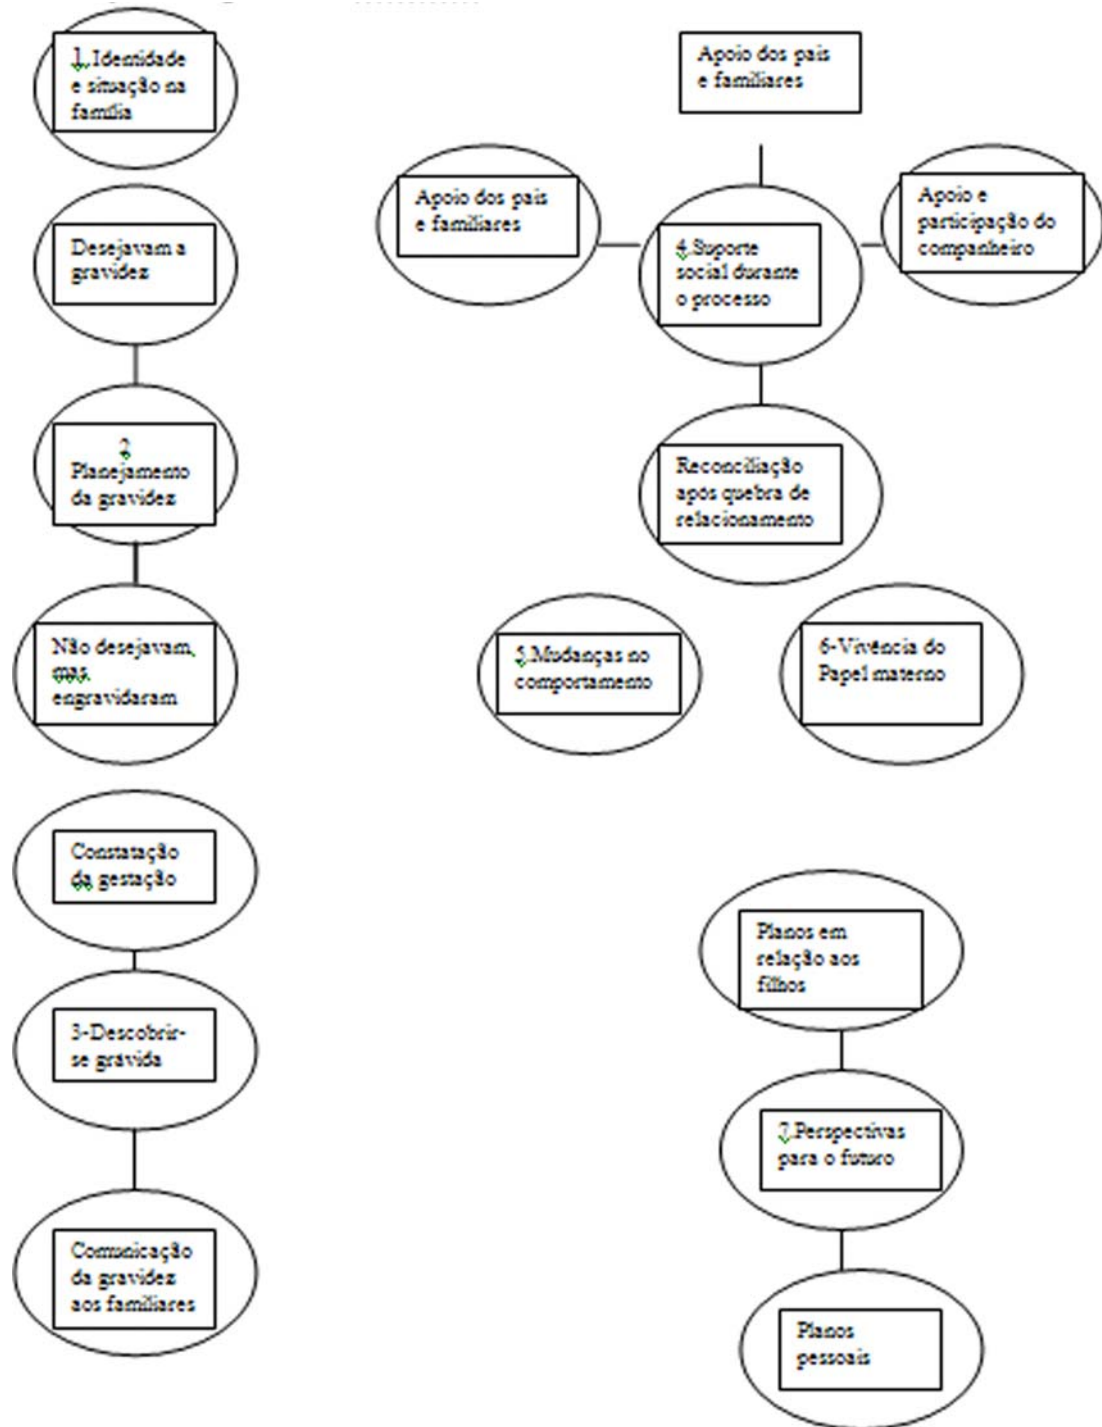 1.Identidade
e situação na
família
Desejavam a
gravidez
2
Planejamento
da gravidez
Não desejavam,
mas
engravidaram
Constatação
da gestação
3-Descobrir-
se grávida
Comunicação
da gravidez
aos familiares
Apoio dos pais
e familiares
Apoio dos pais
e familiares
4.Suporte
social durante
o processo
Apoio e
participação do
companheiro
Reconciliação
após quebra de
relacionamento
5.Mudanças no
comportamento
6-Vivência do
Papel materno
Planos em
relação aos
filhos
7.Perspectivas
para o futuro
Planos
pessoais